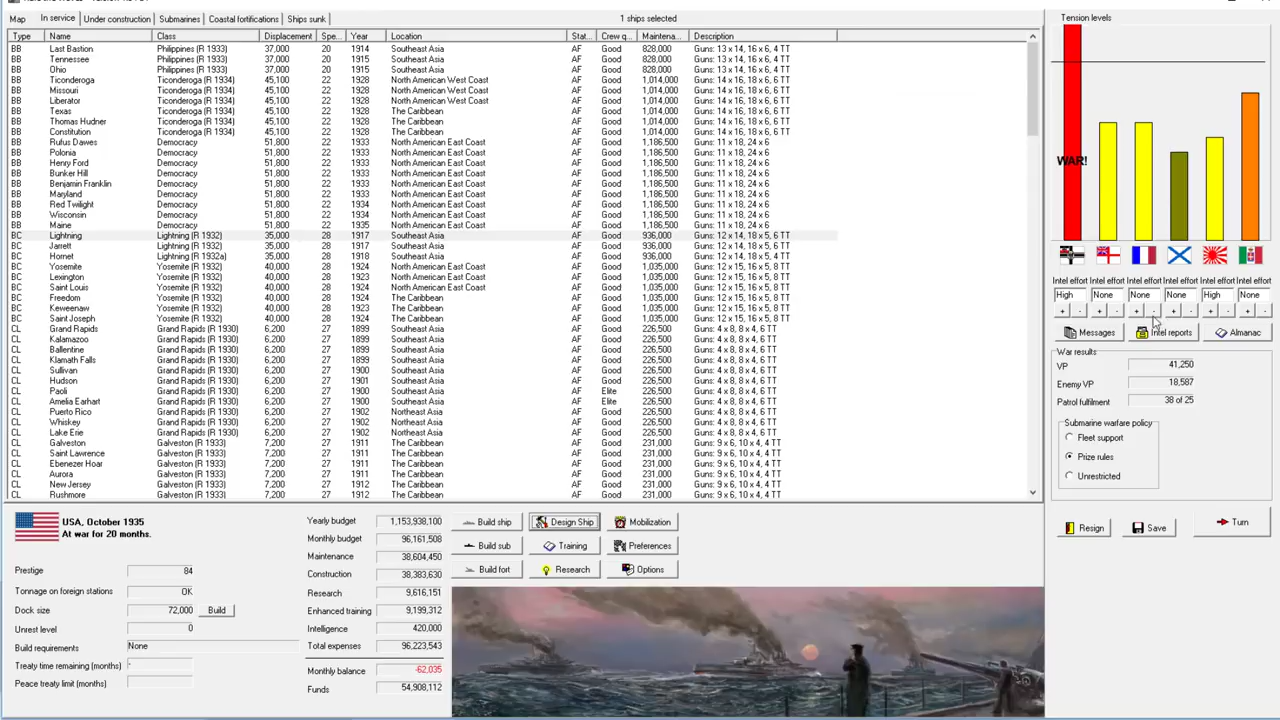 Map In service Under construction Submarines Coastal fortifications Ships sunk 1 ships selected
Type Name Class Displacement Spe... Year Location Stat... Crew q... Maintena... Description
BB Last Bastion Philippines (R 1933) 37,000 20 1914 Southeast Asia AF Good 828,000 Guns: 13 x 14, 16 x 6, 4 TT
BB Tennessee Philippines (R 1933) 37,000 20 1915 Southeast Asia AF Good 828,000 Guns: 13 x 14, 16 x 6, 4 TT
BB Ohio Philippines (R 1933) 37,000 20 1915 Southeast Asia AF Good 828,000 Guns: 13 x 14, 16 x 6, 4 TT
BB Ticonderoga Ticonderoga (R 1934) 45,100 22 1928 North American West Coast AF Good 1,014,000 Guns: 14 x 16, 18 x 6, 6 TT
BB Missouri Ticonderoga (R 1934) 45,100 22 1928 North American West Coast AF Good 1,014,000 Guns: 14 x 16, 18 x 6, 6 TT
BB Liberator Ticonderoga (R 1934) 45,100 22 1928 North American West Coast AF Good 1,014,000 Guns: 14 x 16, 18 x 6, 6 TT
BB Texas Ticonderoga (R 1934) 45,100 22 1928 The Caribbean AF Good 1,014,000 Guns: 14 x 16, 18 x 6, 6 TT
BB Thomas Hudner Ticonderoga (R 1934) 45,100 22 1928 The Caribbean AF Good 1,014,000 Guns: 14 x 16, 18 x 6, 6 TT
BB Constitution Ticonderoga (R 1934) 45,100 22 1928 The Caribbean AF Good 1,014,000 Guns: 14 x 16, 18 x 6, 6 TT
BB Rufus Dawes Democracy 51,800 22 1933 North American East Coast AF Good 1,186,500 Guns: 11 x 18, 24 x 6
BB Polonia Democracy 51,800 22 1933 North American East Coast AF Good 1,186,500 Guns: 11 x 18, 24 x 6
BB Henry Ford Democracy 51,800 22 1933 North American East Coast AF Good 1,186,500 Guns: 11 x 18, 24 x 6
BB Bunker Hill Democracy 51,800 22 1933 North American East Coast AF Good 1,186,500 Guns: 11 x 18, 24 x 6
BB Benjamin Franklin Democracy 51,800 22 1933 North American East Coast AF Good 1,186,500 Guns: 11 x 18, 24 x 6
BB Maryland Democracy 51,800 22 1933 North American East Coast AF Good 1,186,500 Guns: 11 x 18, 24 x 6
BB Red Twilight Democracy 51,800 22 1934 North American East Coast AF Good 1,186,500 Guns: 11 x 18, 24 x 6
BB Wisconsin Democracy 51,800 22 1934 North American East Coast AF Good 1,186,500 Guns: 11 x 18, 24 x 6
BB Maine Democracy 51,800 22 1935 North American East Coast AF Good 1,186,500 Guns: 11 x 18, 24 x 6
BC Lightning Lightning (R 1932) 35,000 28 1917 Southeast Asia AF Good 936,000 Guns: 12 x 14, 18 x 5, 6 TT
BC Jarrett Lightning (R 1932) 35,000 28 1917 Southeast Asia AF Good 936,000 Guns: 12 x 14, 18 x 5, 6 TT
BC Hornet Lightning (R 1932a) 35,000 28 1918 Southeast Asia AF Good 936,000 Guns: 12 x 14, 18 x 5, 6 TT
BC Yosemite Yosemite (R 1932) 40,000 28 1924 North American East Coast AF Good 1,035,000 Guns: 12 x 15, 16 x 5, 8 TT
BC Lexington Yosemite (R 1932) 40,000 28 1923 North American East Coast AF Good 1,035,000 Guns: 12 x 15, 16 x 5, 8 TT
BC Saint Louis Yosemite (R 1932) 40,000 28 1924 North American East Coast AF Good 1,035,000 Guns: 12 x 15, 16 x 5, 8 TT
BC Freedom Yosemite (R 1932) 40,000 28 1924 The Caribbean AF Good 1,035,000 Guns: 12 x 15, 16 x 5, 8 TT
BC Keweenaw Yosemite (R 1932) 40,000 28 1923 The Caribbean AF Good 1,035,000 Guns: 12 x 15, 16 x 5, 8 TT
BC Saint Joseph Yosemite (R 1932) 40,000 28 1924 The Caribbean AF Good 1,035,000 Guns: 12 x 15, 16 x 5, 8 TT
CL Grand Rapids Grand Rapids (R 1930) 6,200 27 1899 Southeast Asia AF Good 226,500 Guns: 4 x 8, 8 x 4, 6 TT
CL Kalamazoo Grand Rapids (R 1930) 6,200 27 1899 Southeast Asia AF Good 226,500 Guns: 4 x 8, 8 x 4, 6 TT
CL Ballentine Grand Rapids (R 1930) 6,200 27 1899 Southeast Asia AF Good 226,500 Guns: 4 x 8, 8 x 4, 6 TT
CL Klamath Falls Grand Rapids (R 1930) 6,200 27 1899 Southeast Asia AF Good 226,500 Guns: 4 x 8, 8 x 4, 6 TT
CL Sullivan Grand Rapids (R 1930) 6,200 27 1900 Southeast Asia AF Good 226,500 Guns: 4 x 8, 8 x 4, 6 TT
CL Hudson Grand Rapids (R 1930) 6,200 27 1901 Southeast Asia AF Good 226,500 Guns: 4 x 8, 8 x 4, 6 TT
CL Paoli Grand Rapids (R 1930) 6,200 27 1900 Southeast Asia AF Elite 226,500 Guns: 4 x 8, 8 x 4, 6 TT
CL Amelia Earhart Grand Rapids (R 1930) 6,200 27 1900 Southeast Asia AF Elite 226,500 Guns: 4 x 8, 8 x 4, 6 TT
CL Puerto Rico Grand Rapids (R 1930) 6,200 27 1902 Northeast Asia AF Good 226,500 Guns: 4 x 8, 8 x 4, 6 TT
CL Whiskey Grand Rapids (R 1930) 6,200 27 1902 Southeast Asia AF Good 226,500 Guns: 4 x 8, 8 x 4, 6 TT
CL Lake Erie Grand Rapids (R 1930) 6,200 27 1902 Northeast Asia AF Good 226,500 Guns: 4 x 8, 8 x 4, 6 TT
CL Galveston Galveston (R 1933) 7,200 27 1911 The Caribbean AF Good 231,000 Guns: 9 x 6, 10 x 4, 4 TT
CL Saint Lawrence Galveston (R 1933) 7,200 27 1911 The Caribbean AF Good 231,000 Guns: 9 x 6, 10 x 4, 4 TT
CL Ebenezer Hoar Galveston (R 1933) 7,200 27 1911 The Caribbean AF Good 231,000 Guns: 9 x 6, 10 x 4, 4 TT
CL Aurora Galveston (R 1933) 7,200 27 1911 The Caribbean AF Good 231,000 Guns: 9 x 6, 10 x 4, 4 TT
CL New Jersey Galveston (R 1933) 7,200 27 1911 The Caribbean AF Good 231,000 Guns: 9 x 6, 10 x 4, 4 TT
CL Rushmore Galveston (R 1933) 7,200 27 1912 The Caribbean AF Good 231,000 Guns: 9 x 6, 10 x 4, 4 TT
Tension levels
WAR!
Intel effort Intel effort Intel effort Intel effort Intel effort Intel effort
High None None None High None
+ - + - + - + - + - + -
Messages Intel reports Almanac
War results
VP 41,250
Enemy VP 18,587
Patrol fulfilment 38 of 25
Submarine warfare policy
Fleet support
Prize rules
Unrestricted
Resign Save Turn
USA, October 1935
At war for 20 months.
Prestige 84
Tonnage on foreign stations OK
Dock size 72,000 Build
Unrest level 0
Build requirements None
Treaty time remaining (months) -
Peace treaty limit (months)
Yearly budget 1,153,938,100
Monthly budget 96,161,508
Maintenance 38,604,450
Construction 38,383,630
Research 9,616,151
Enhanced training 9,199,312
Intelligence 420,000
Total expenses 96,223,543
Monthly balance -62,035
Funds 54,908,112
Build ship Design Ship Mobilization
Build sub Training Preferences
Build fort Research Options